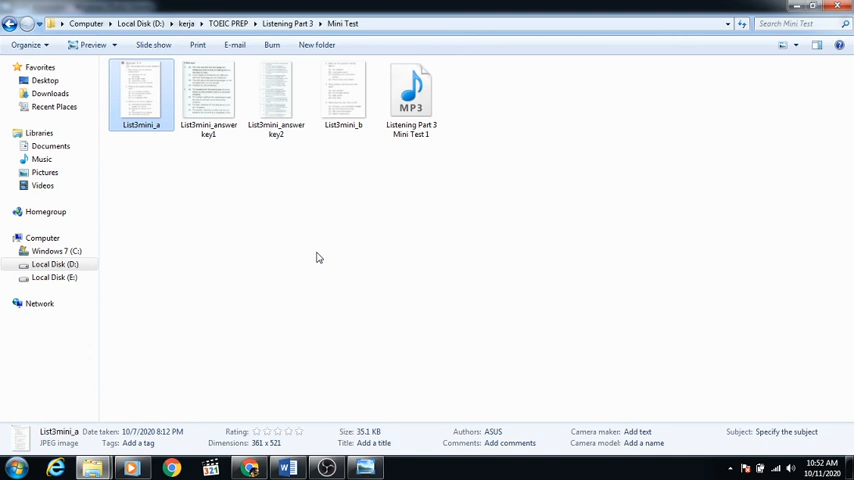 Computer Local Disk (D:) kerja TOEIC PREP Listening Part 3 Mini Test
Search Mini Test
Organize Preview Slide show Print E-mail Burn New folder
Favorites
Desktop
Downloads
Recent Places
Libraries
Documents
Music
Pictures
Videos
Homegroup
Computer
Windows 7 (C:)
Local Disk (D:)
Local Disk (E:)
Network
List3mini_a
List3mini_answer
key1
List3mini_answer
key2
List3mini_b
MP3
Listening Part 3
Mini Test 1
List3mini_a Date taken: 10/7/2020 8:12 PM Rating: Size: 35.1 KB Authors: ASUS Camera maker: Add text Subject: Specify the subject
JPEG image Tags: Add a tag Dimensions: 361 x 521 Title: Add a title Comments: Add comments Camera model: Add a name
321
10:52 AM
10/11/2020